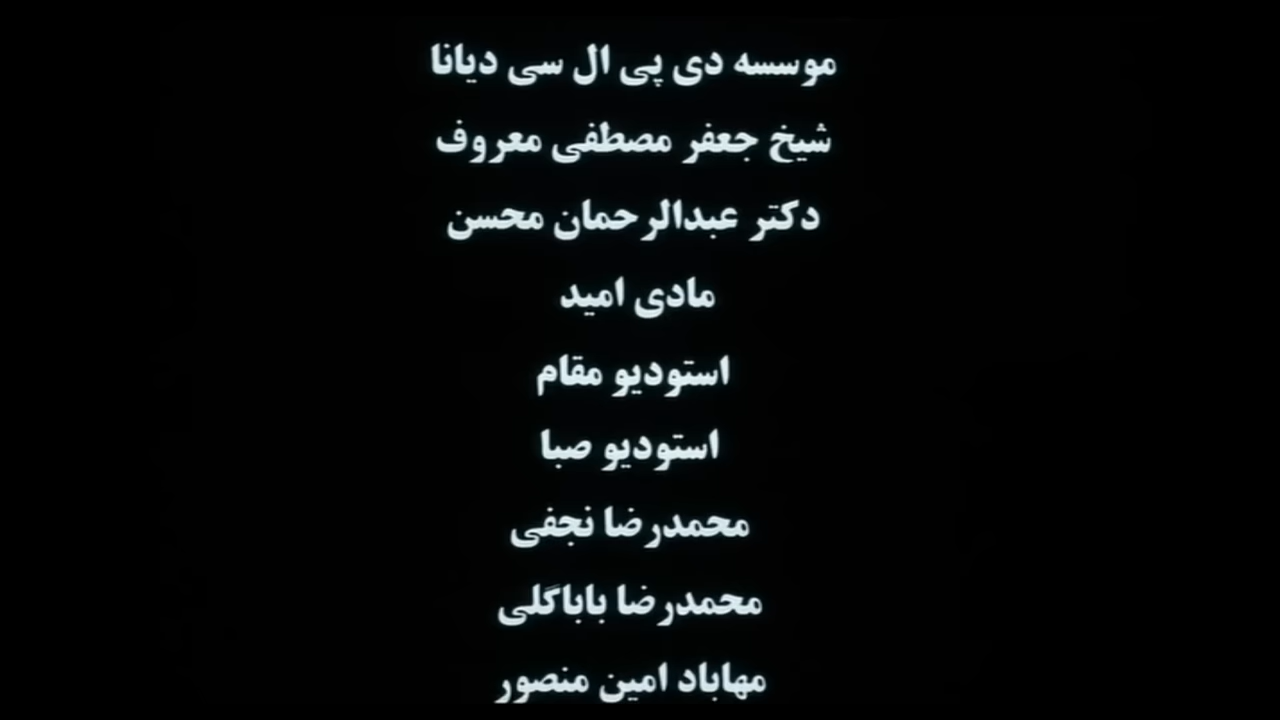 موسسه دی پی ال سی دیانا
شیخ جعفر مصطفی معروف
دکتر عبدالرحمان محسن
مادی امید
استودیو مقام
استودیو صبا
محمدرضا نجفی
محمدرضا باباگلی
مهاباد امین منصور